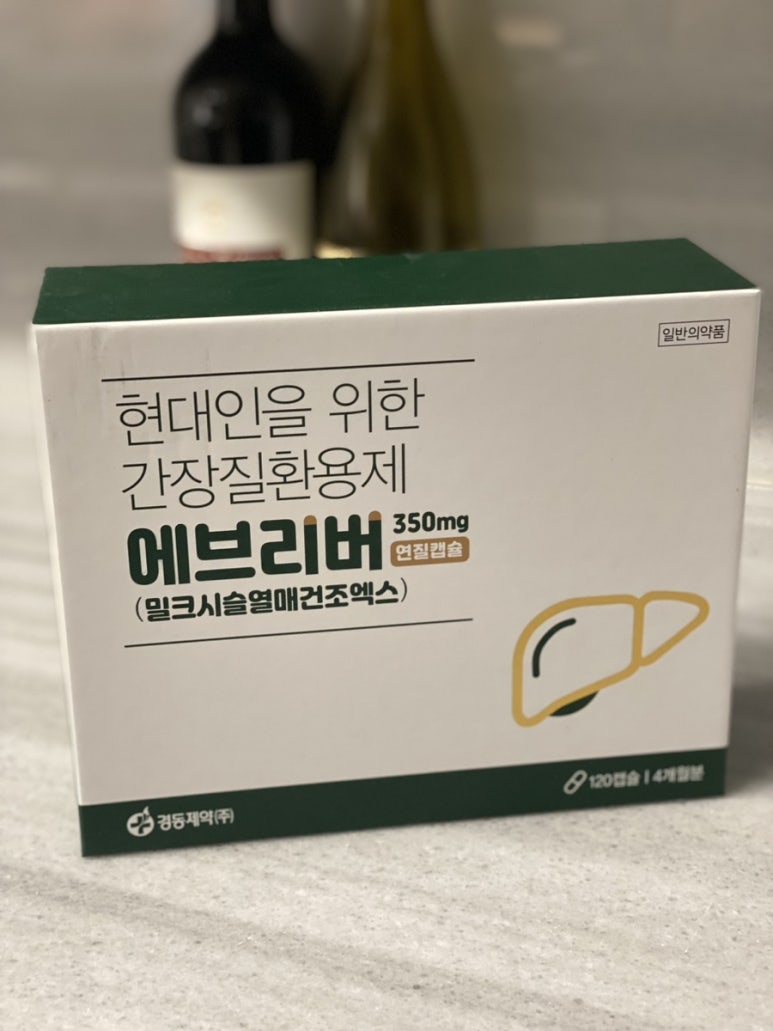 일반의약품
현대인을 위한
간장질환용제
에브리버 350mg
연질캡슐
(밀크시슬열매건조엑스)
120캡슐 | 4개월분
경동제약(주)